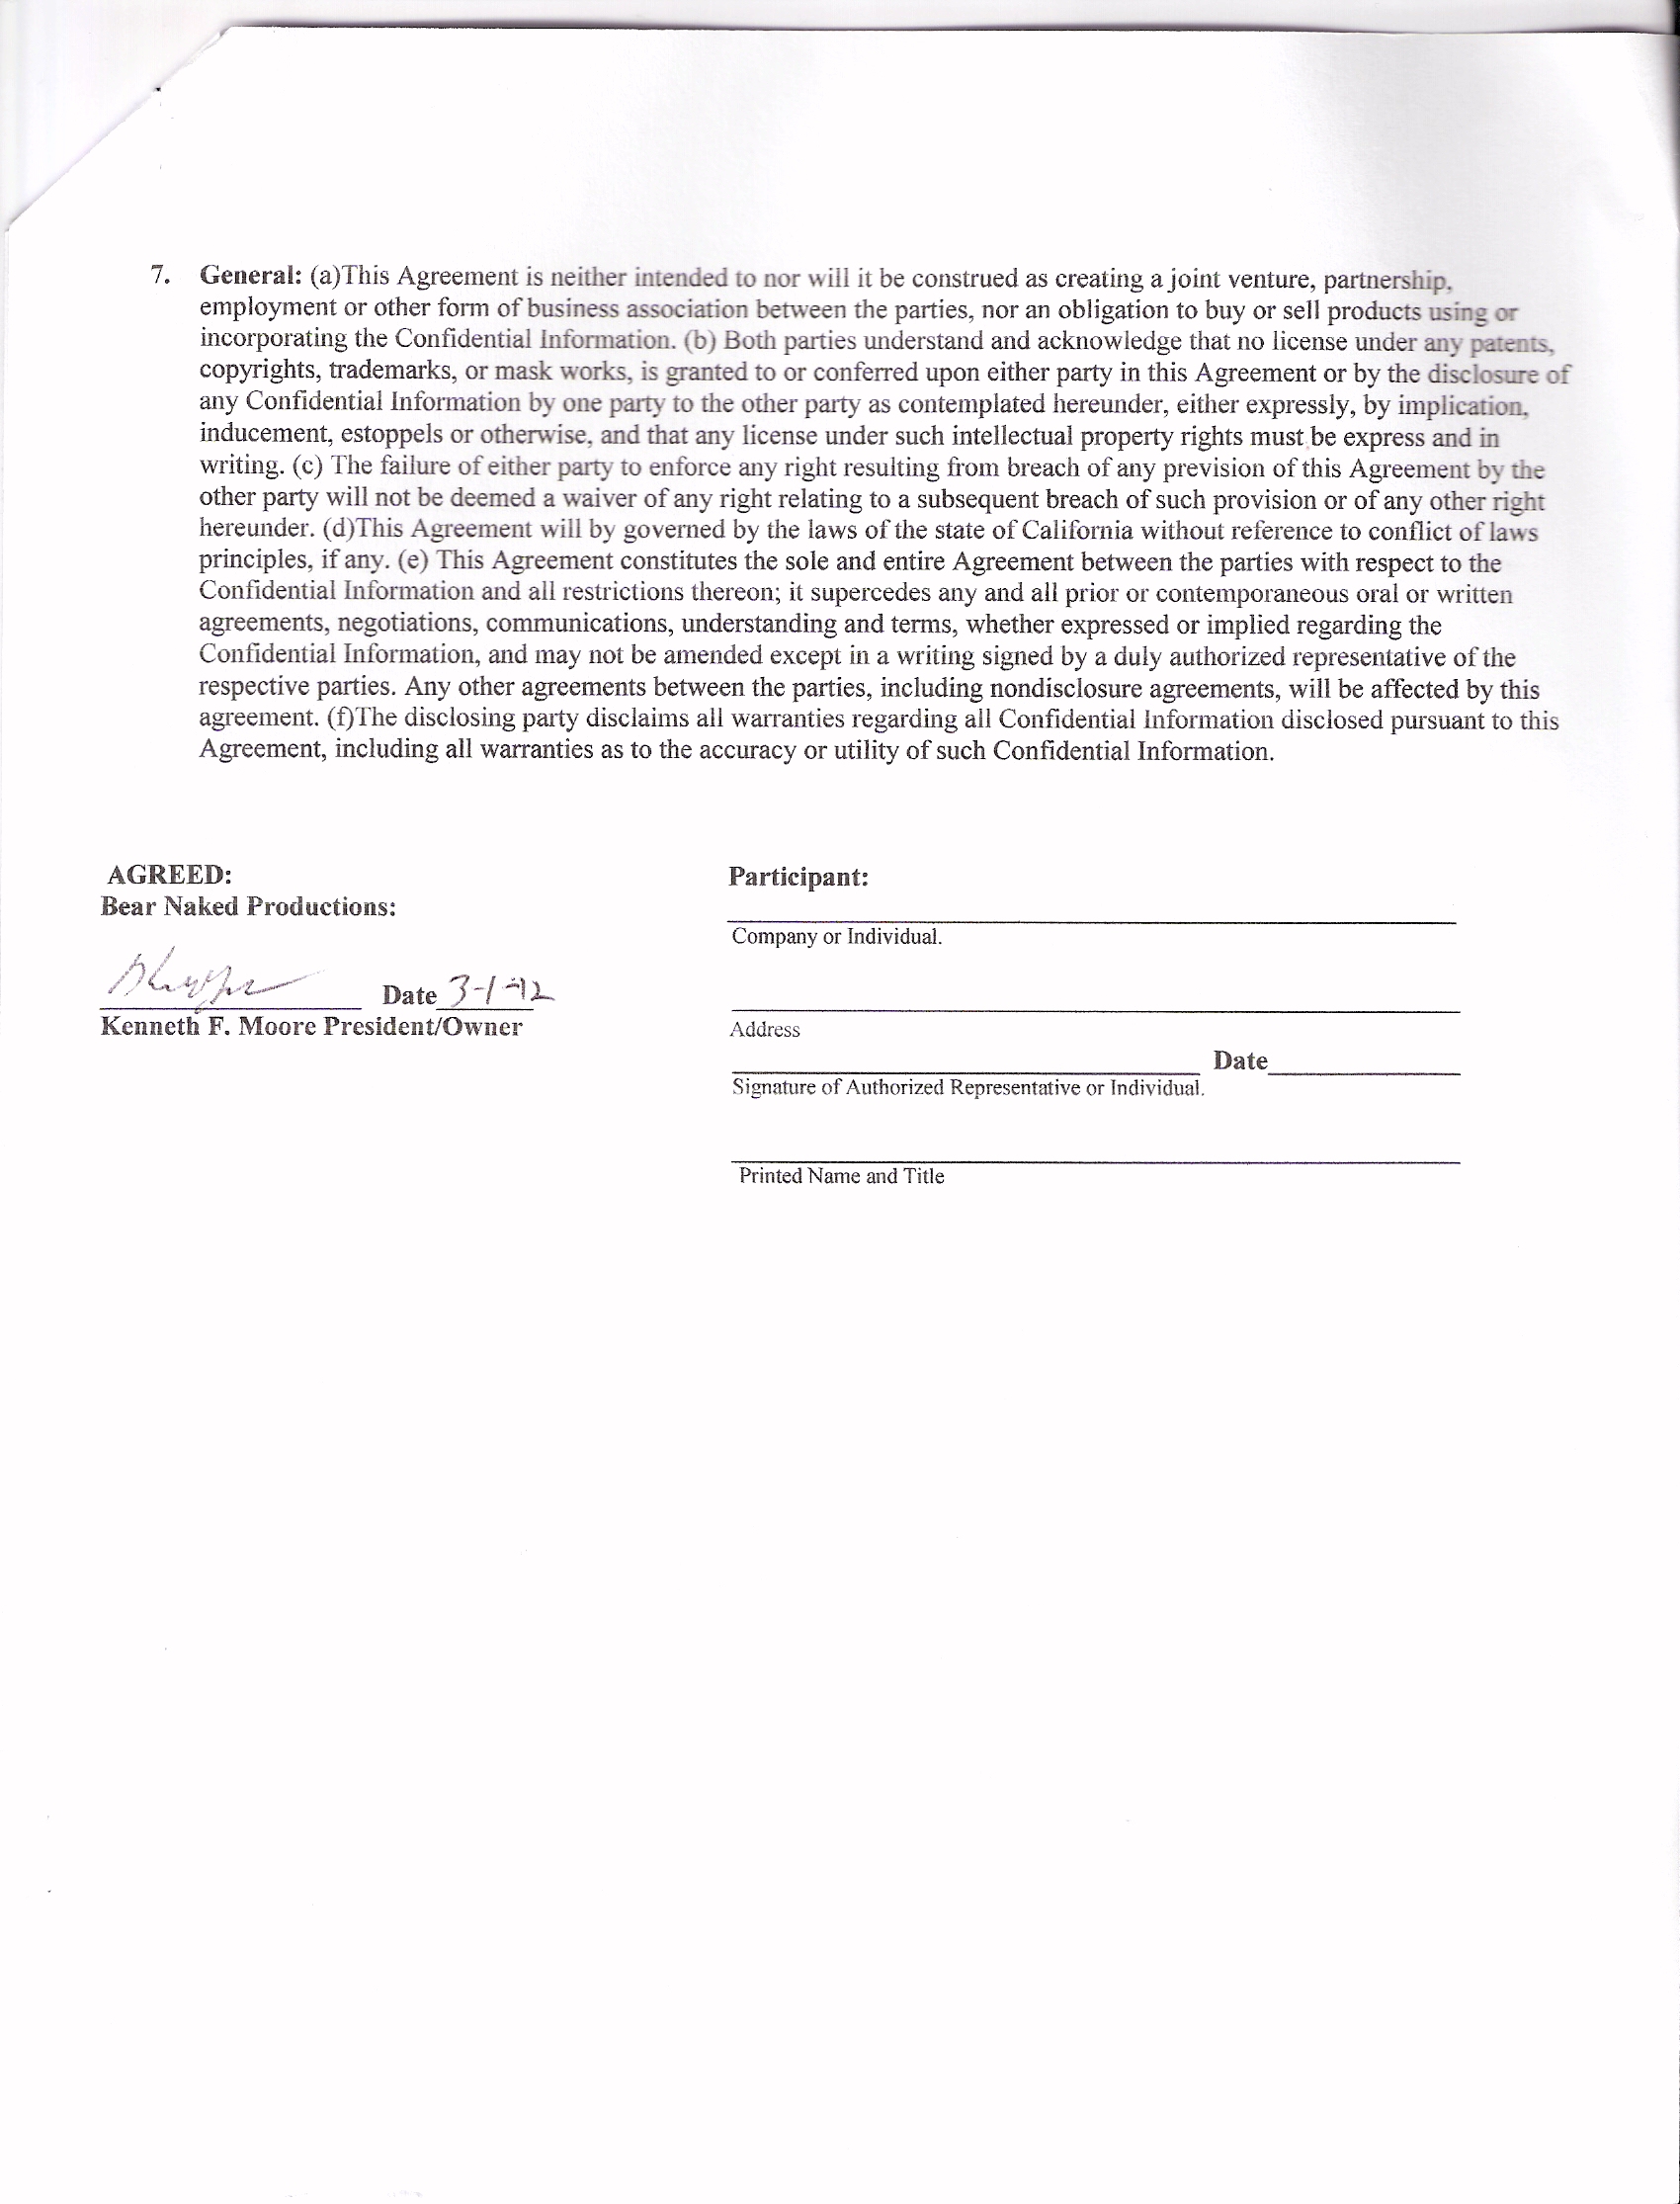 7. General: (a)This Agreement is neither intended to nor will it be construed as creating a joint venture, partnership,
employment or other form of business association between the parties, nor an obligation to buy or sell products using or
incorporating the Confidential Information. (b) Both parties understand and acknowledge that no license under any patents,
copyrights, trademarks, or mask works, is granted to or conferred upon either party in this Agreement or by the disclosure of
any Confidential Information by one party to the other party as contemplated hereunder, either expressly, by implication,
inducement, estoppels or otherwise, and that any license under such intellectual property rights must be express and in
writing. (c) The failure of either party to enforce any right resulting from breach of any prevision of this Agreement by the
other party will not be deemed a waiver of any right relating to a subsequent breach of such provision or of any other right
hereunder. (d)This Agreement will by governed by the laws of the state of California without reference to conflict of laws
principles, if any. (e) This Agreement constitutes the sole and entire Agreement between the parties with respect to the
Confidential Information and all restrictions thereon; it supercedes any and all prior or contemporaneous oral or written
agreements, negotiations, communications, understanding and terms, whether expressed or implied regarding the
Confidential Information, and may not be amended except in a writing signed by a duly authorized representative of the
respective parties. Any other agreements between the parties, including nondisclosure agreements, will be affected by this
agreement. (f)The disclosing party disclaims all warranties regarding all Confidential Information disclosed pursuant to this
Agreement, including all warranties as to the accuracy or utility of such Confidential Information.
AGREED:
Bear Naked Productions:
Date 3-1-12
Kenneth F. Moore President/Owner
Participant:
Company or Individual.
Address
Date
Signature of Authorized Representative or Individual.
Printed Name and Title